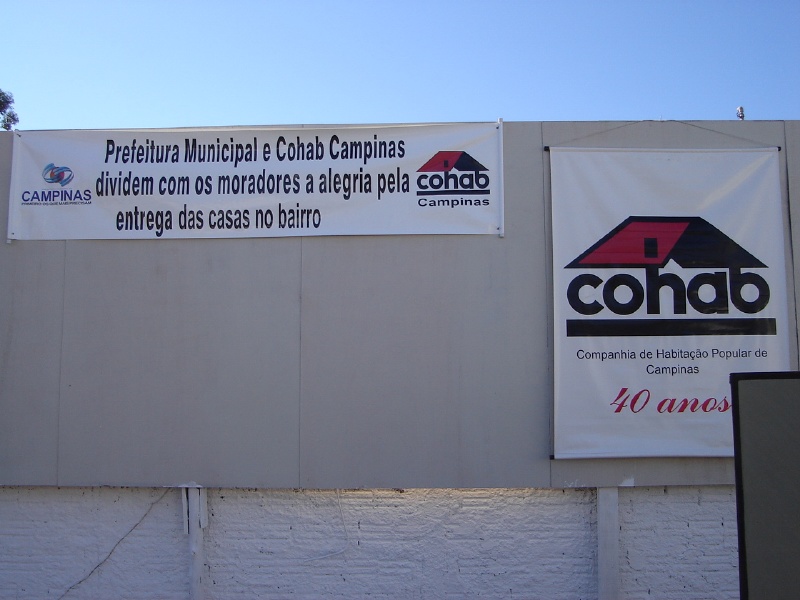 Prefeitura Municipal e Cohab Campinas
dividem com os moradores a alegria pela
entrega das casas no bairro
CAMPINAS
cohab
Campinas
cohab
Companhia de Habitação Popular de
Campinas
40 anos